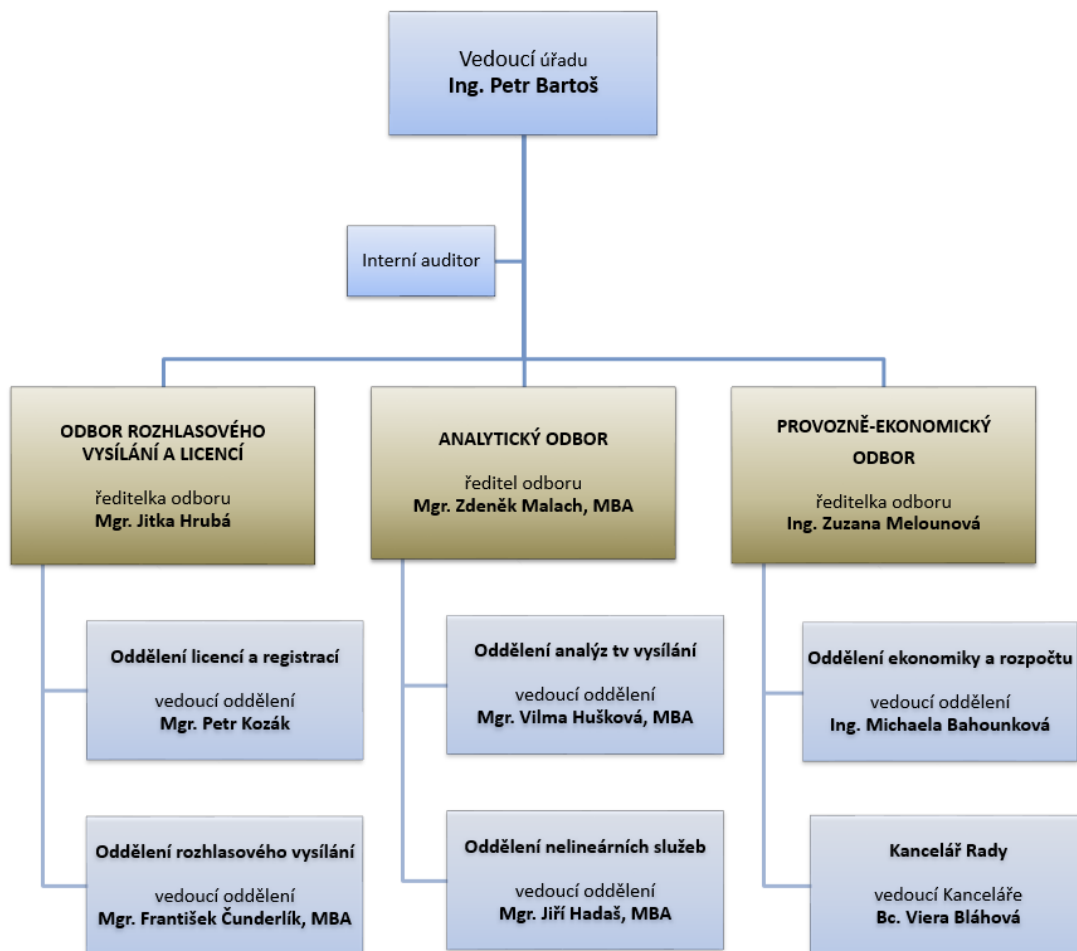 Vedoucí úřadu
Ing. Petr Bartoš
Interní auditor
ODBOR ROZHLASOVÉHO
VYSÍLÁNÍ A LICENCÍ
ředitelka odboru
Mgr. Jitka Hrubá
ANALYTICKÝ ODBOR
ředitel odboru
Mgr. Zdeněk Malach, MBA
PROVOZNĚ-EKONOMICKÝ
ODBOR
ředitelka odboru
Ing. Zuzana Melounová
Oddělení licencí a registrací
vedoucí oddělení
Mgr. Petr Kozák
Oddělení analýz tv vysílání
vedoucí oddělení
Mgr. Vilma Hušková, MBA
Oddělení ekonomiky a rozpočtu
vedoucí oddělení
Ing. Michaela Bahounková
Oddělení rozhlasového vysílání
vedoucí oddělení
Mgr. František Čunderlík, MBA
Oddělení nelineárních služeb
vedoucí oddělení
Mgr. Jiří Hadaš, MBA
Kancelář Rady
vedoucí Kanceláře
Bc. Viera Bláhová